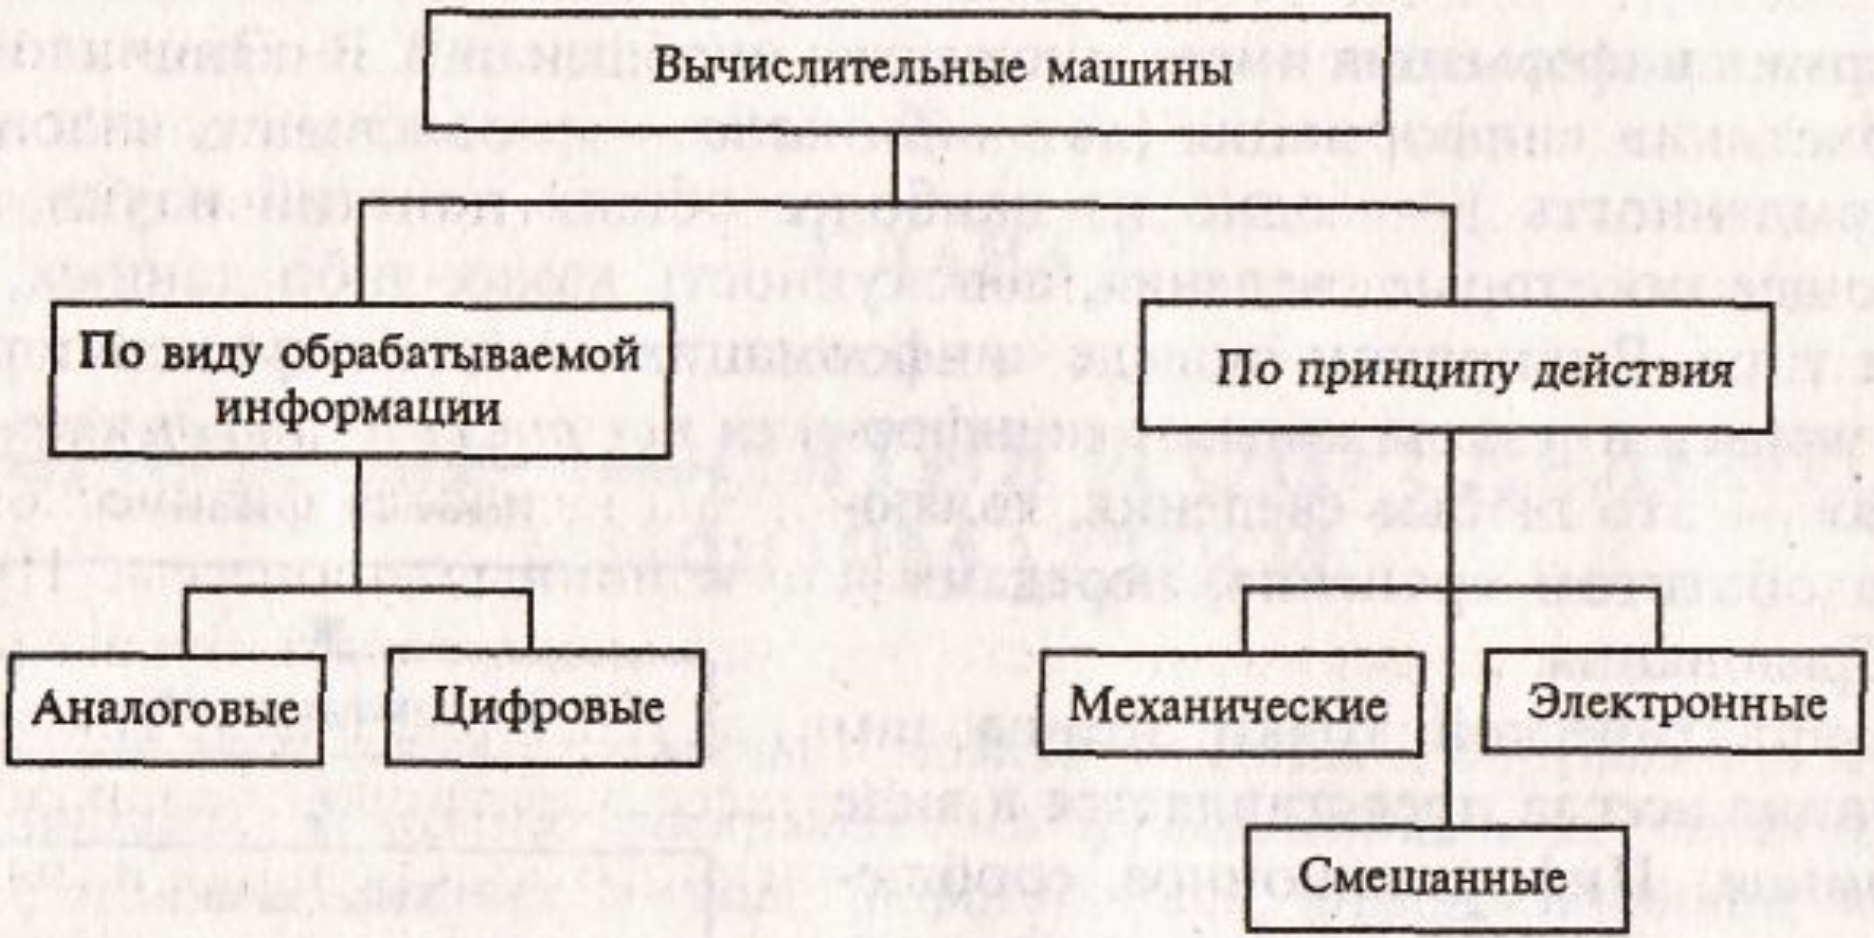 Вычислительные машины
По виду обрабатываемой
информации
По принципу действия
Аналоговые
Цифровые
Механические
Электронные
Смешанные